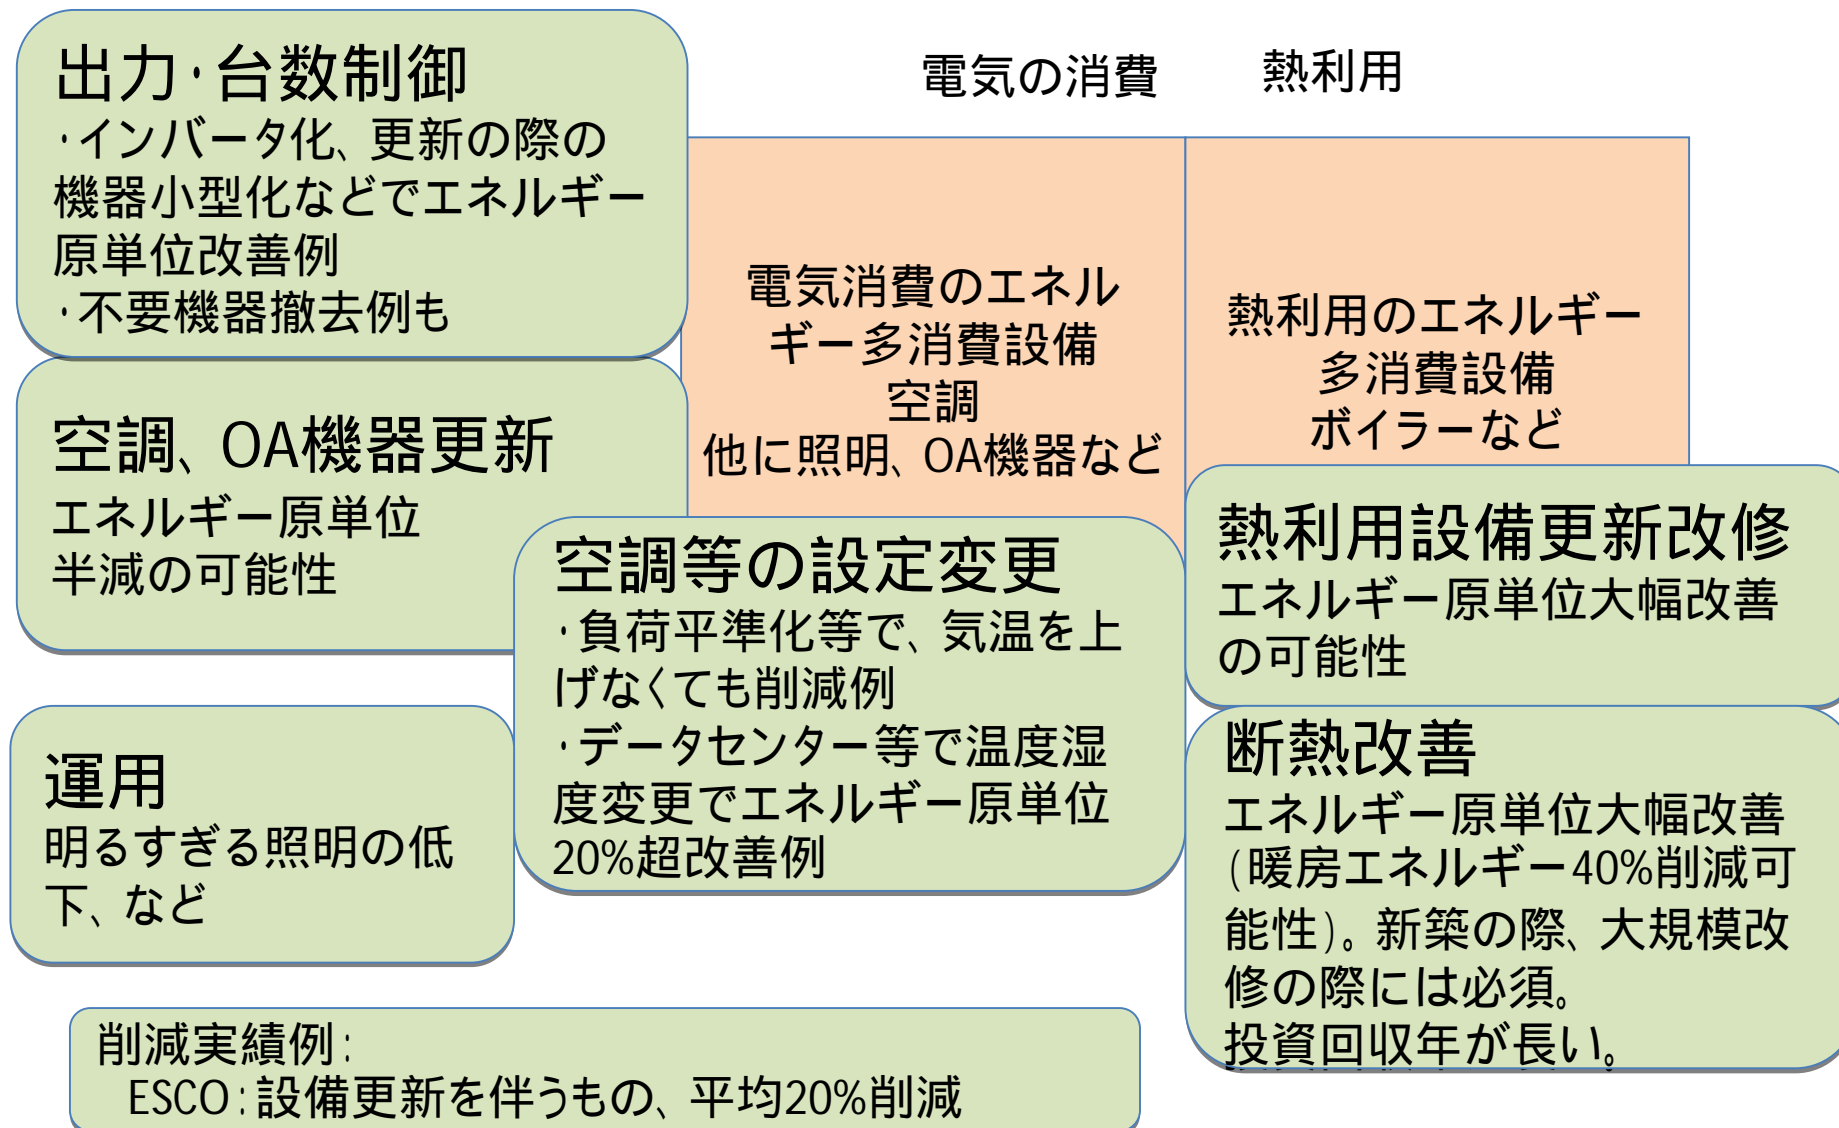 出力・台数制御
・インバータ化、更新の際の
機器小型化などでエネルギー
原単位改善例
・不要機器撤去例も
電気の消費
熱利用
電気消費のエネル
ギー多消費設備
空調
他に照明、OA機器など
熱利用のエネルギー
多消費設備
ボイラーなど
空調、OA機器更新
エネルギー原単位
半減の可能性
空調等の設定変更
・負荷平準化等で、気温を上
げなくても削減例
・データセンター等で温度湿
度変更でエネルギー原単位
20%超改善例
熱利用設備更新改修
エネルギー原単位大幅改善
の可能性
運用
明るすぎる照明の低
下、など
断熱改善
エネルギー原単位大幅改善
(暖房エネルギー40%削減可
能性)。新築の際、大規模改
修の際には必須。
投資回収年が長い。
削減実績例：
ESCO：設備更新を伴うもの、平均20%削減